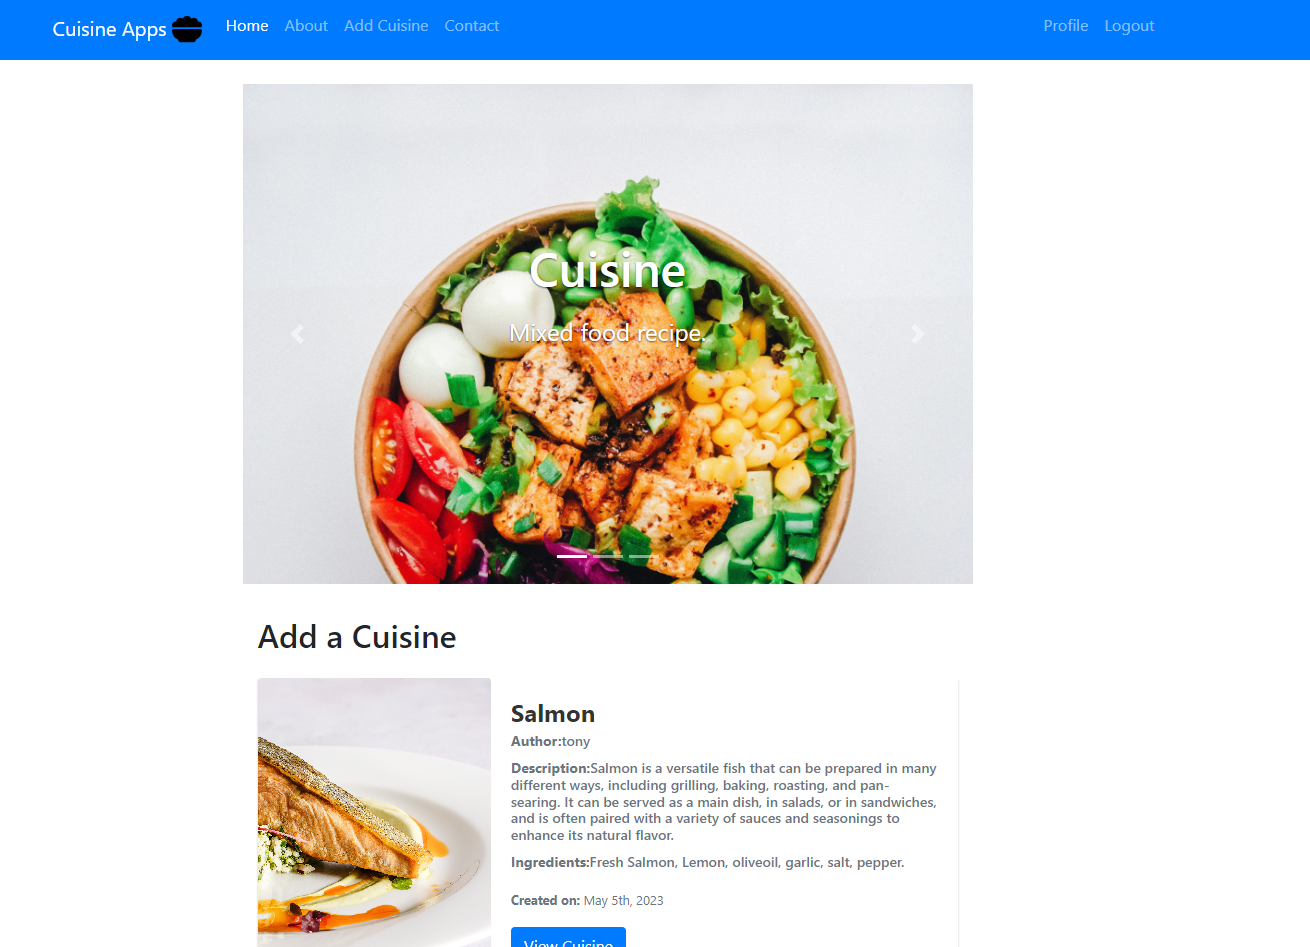 Cuisine Apps Home About Add Cuisine Contact Profile Logout
Cuisine
Mixed food recipe.
Add a Cuisine
Salmon
Author:tony
Description:Salmon is a versatile fish that can be prepared in many
different ways, including grilling, baking, roasting, and pan-
searing. It can be served as a main dish, in salads, or in sandwiches,
and is often paired with a variety of sauces and seasonings to
enhance its natural flavor.
Ingredients:Fresh Salmon, Lemon, oliveoil, garlic, salt, pepper.
Created on: May 5th, 2023
View Cuisine